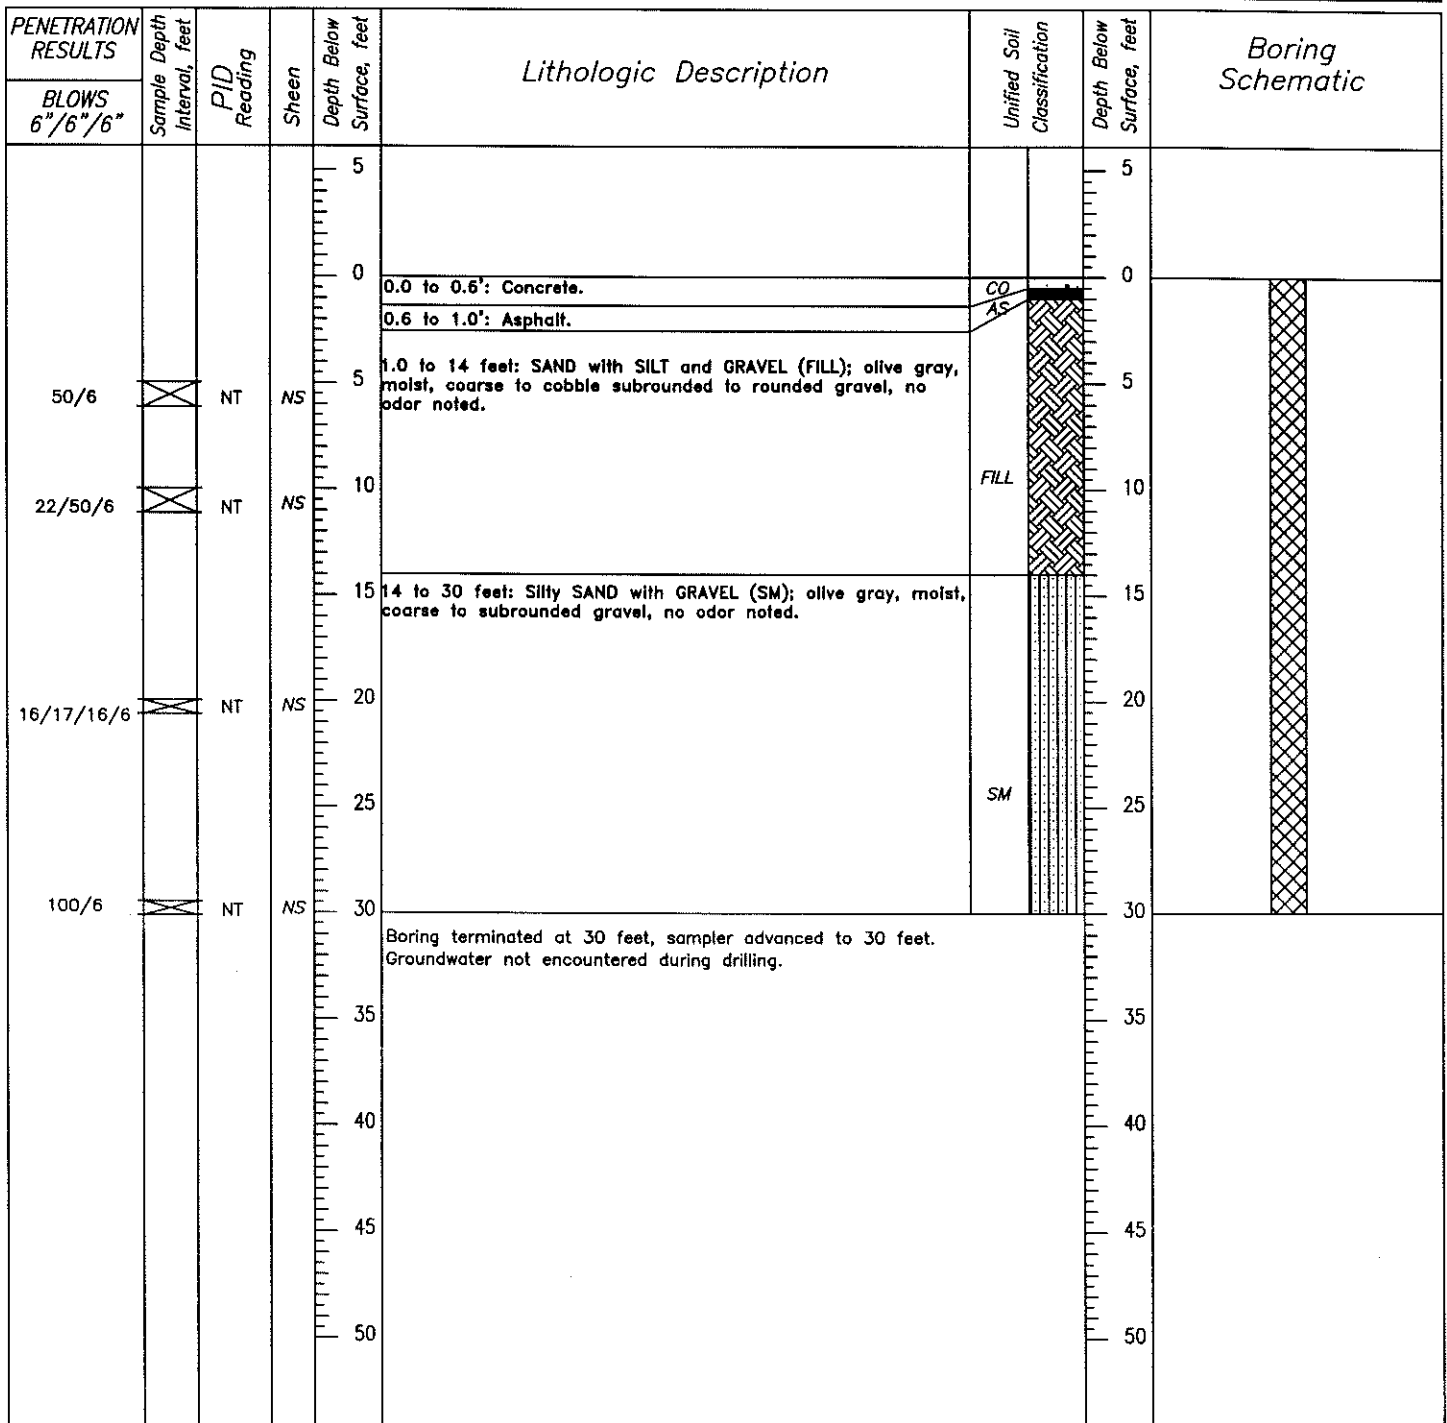 PENETRATION
RESULTS
BLOWS
6"/6"/6"
Sample Depth
Interval, feet
PID
Reading
Sheen
Depth Below
Surface, feet
Lithologic Description
Unified Soil
Classification
Depth Below
Surface, feet
Boring
Schematic
5 5
0 0
0.0 to 0.6': Concrete.
CO
0.6 to 1.0': Asphalt.
AS
1.0 to 14 feet: SAND with SILT and GRAVEL (FILL); olive gray,
moist, coarse to cobble subrounded to rounded gravel, no
odor noted.
5 5
50/6 NT NS
FILL
10 10
22/50/6 NT NS
15 14 to 30 feet: Silty SAND with GRAVEL (SM); olive gray, moist, 15
coarse to subrounded gravel, no odor noted.
20 20
16/17/16/6 NT NS
SM
25 25
100/6 NT NS 30 30
Boring terminated at 30 feet, sampler advanced to 30 feet.
Groundwater not encountered during drilling.
35 35
40 40
45 45
50 50